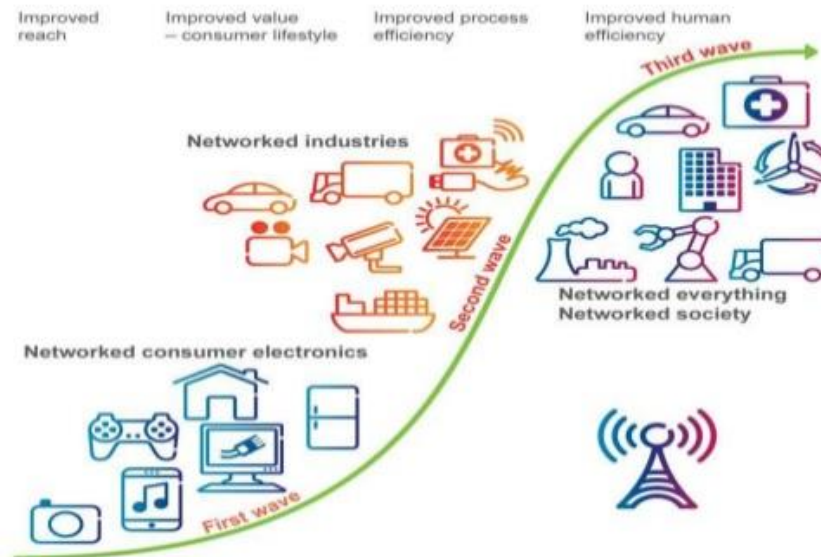 Improved
reach
Improved value
– consumer lifestyle
Improved process
efficiency
Improved human
efficiency
Third wave
Networked industries
Second wave
Networked everything
Networked society
Networked consumer electronics
First wave